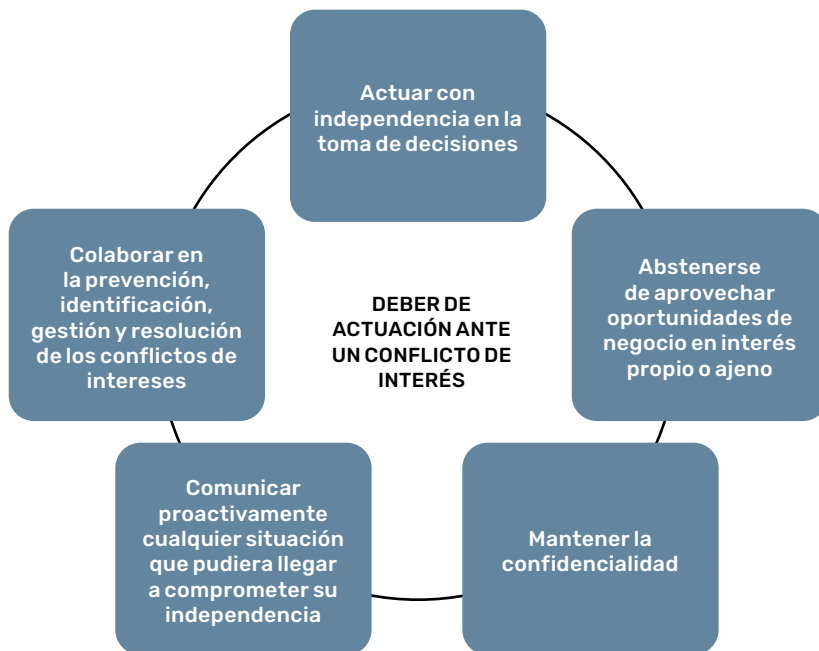 Actuar con
independencia en la
toma de decisiones
Abstenerse
de aprovechar
oportunidades de
negocio en interés
propio o ajeno
Mantener la
confidencialidad
Comunicar
proactivamente
cualquier situación
que pudiera llegar
a comprometer su
independencia
Colaborar en
la prevención,
identificación,
gestión y resolución
de los conflictos de
intereses
DEBER DE
ACTUACIÓN ANTE
UN CONFLICTO DE
INTERÉS